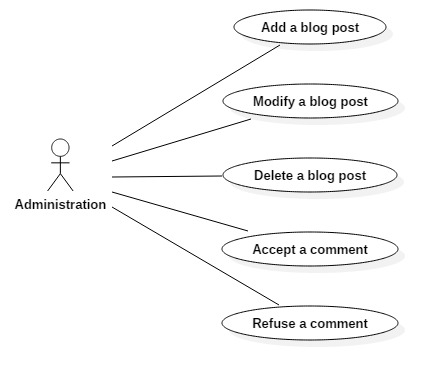 Add a blog post
Modify a blog post
Delete a blog post
Administration
Accept a comment
Refuse a comment